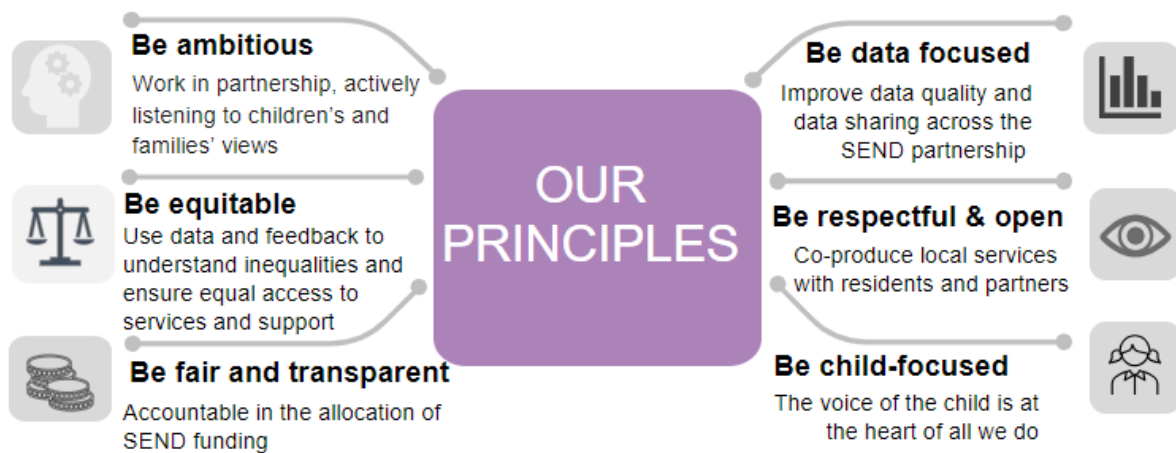 Be ambitious
Work in partnership, actively
listening to children’s and
families’ views
Be equitable
Use data and feedback to
understand inequalities and
ensure equal access to
services and support
Be fair and transparent
Accountable in the allocation of
SEND funding
OUR
PRINCIPLES
Be data focused
Improve data quality and
data sharing across the
SEND partnership
Be respectful & open
Co-produce local services
with residents and partners
Be child-focused
The voice of the child is at
the heart of all we do